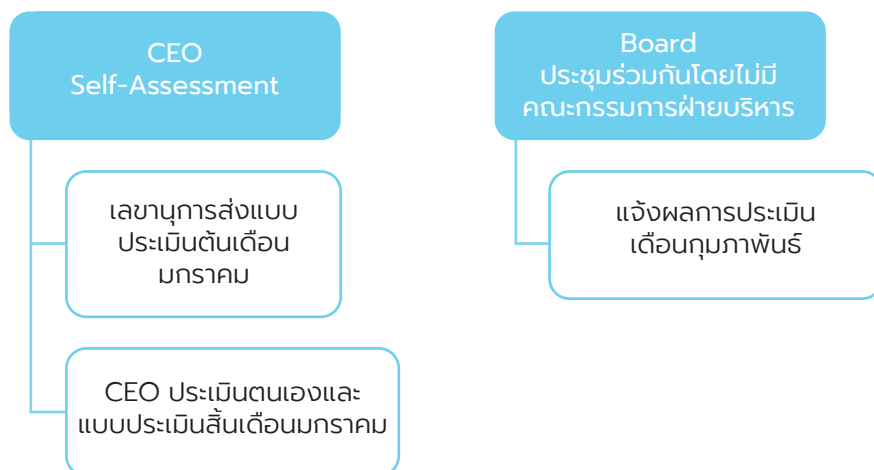 CEO
Self-Assessment
เลขานุการส่งแบบ
ประเมินต้นเดือน
มกราคม
CEO ประเมินตนเองและ
แบบประเมินสิ้นเดือนมกราคม
Board
ประชุมร่วมกันโดยไม่มี
คณะกรรมการฝ่ายบริหาร
แจ้งผลการประเมิน
เดือนกุมภาพันธ์